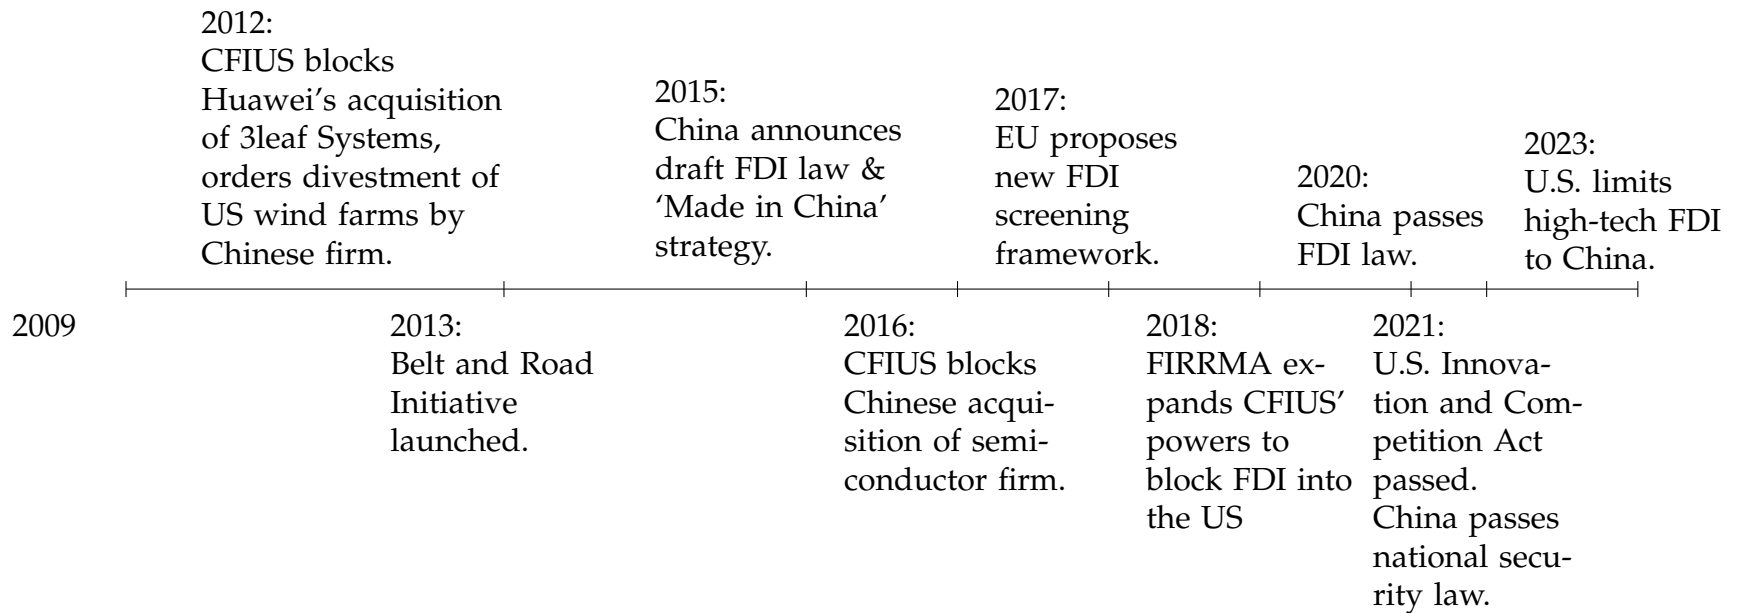 2012:
CFIUS blocks
Huawei’s acquisition
of 3leaf Systems,
orders divestment of
US wind farms by
Chinese firm.
2015:
China announces
draft FDI law &
‘Made in China’
strategy.
2017:
EU proposes
new FDI
screening
framework.
2020:
China passes
FDI law.
2023:
U.S. limits
high-tech FDI
to China.
2009
2013:
Belt and Road
Initiative
launched.
2016:
CFIUS blocks
Chinese acqui-
sition of semi-
conductor firm.
2018:
FIRRMA ex-
pands CFIUS’
powers to
block FDI into
the US
2021:
U.S. Innova-
tion and Com-
petition Act
passed.
China passes
national secu-
rity law.